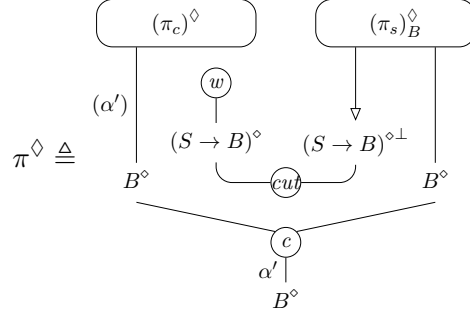 (π_c)^◊ (π_s)^◊_B
w
(α′)
(S → B)^⋄ (S → B)^{⋄⊥}
π^◊ ≜
B^⋄ cut B^⋄
c
α′
B^⋄